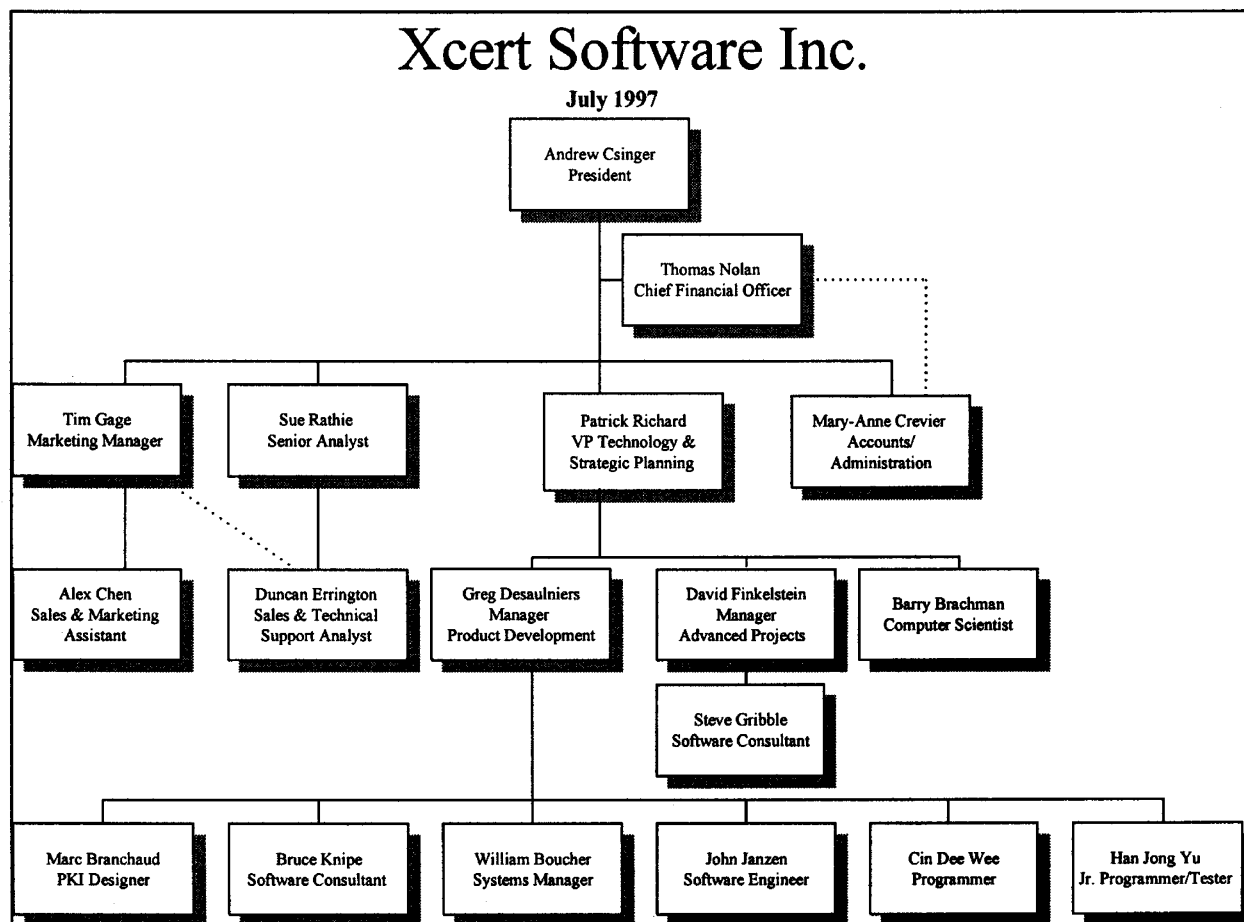 Xcert Software Inc.
July 1997
Andrew Csinger
President
Thomas Nolan
Chief Financial Officer
Tim Gage
Marketing Manager
Sue Rathie
Senior Analyst
Patrick Richard
VP Technology &
Strategic Planning
Mary-Anne Crevier
Accounts/
Administration
Alex Chen
Sales & Marketing
Assistant
Duncan Errington
Sales & Technical
Support Analyst
Greg Desaulniers
Manager
Product Development
David Finkelstein
Manager
Advanced Projects
Barry Brachman
Computer Scientist
Steve Gribble
Software Consultant
Marc Branchaud
PKI Designer
Bruce Knipe
Software Consultant
William Boucher
Systems Manager
John Janzen
Software Engineer
Cin Dee Wee
Programmer
Han Jong Yu
Jr. Programmer/Tester